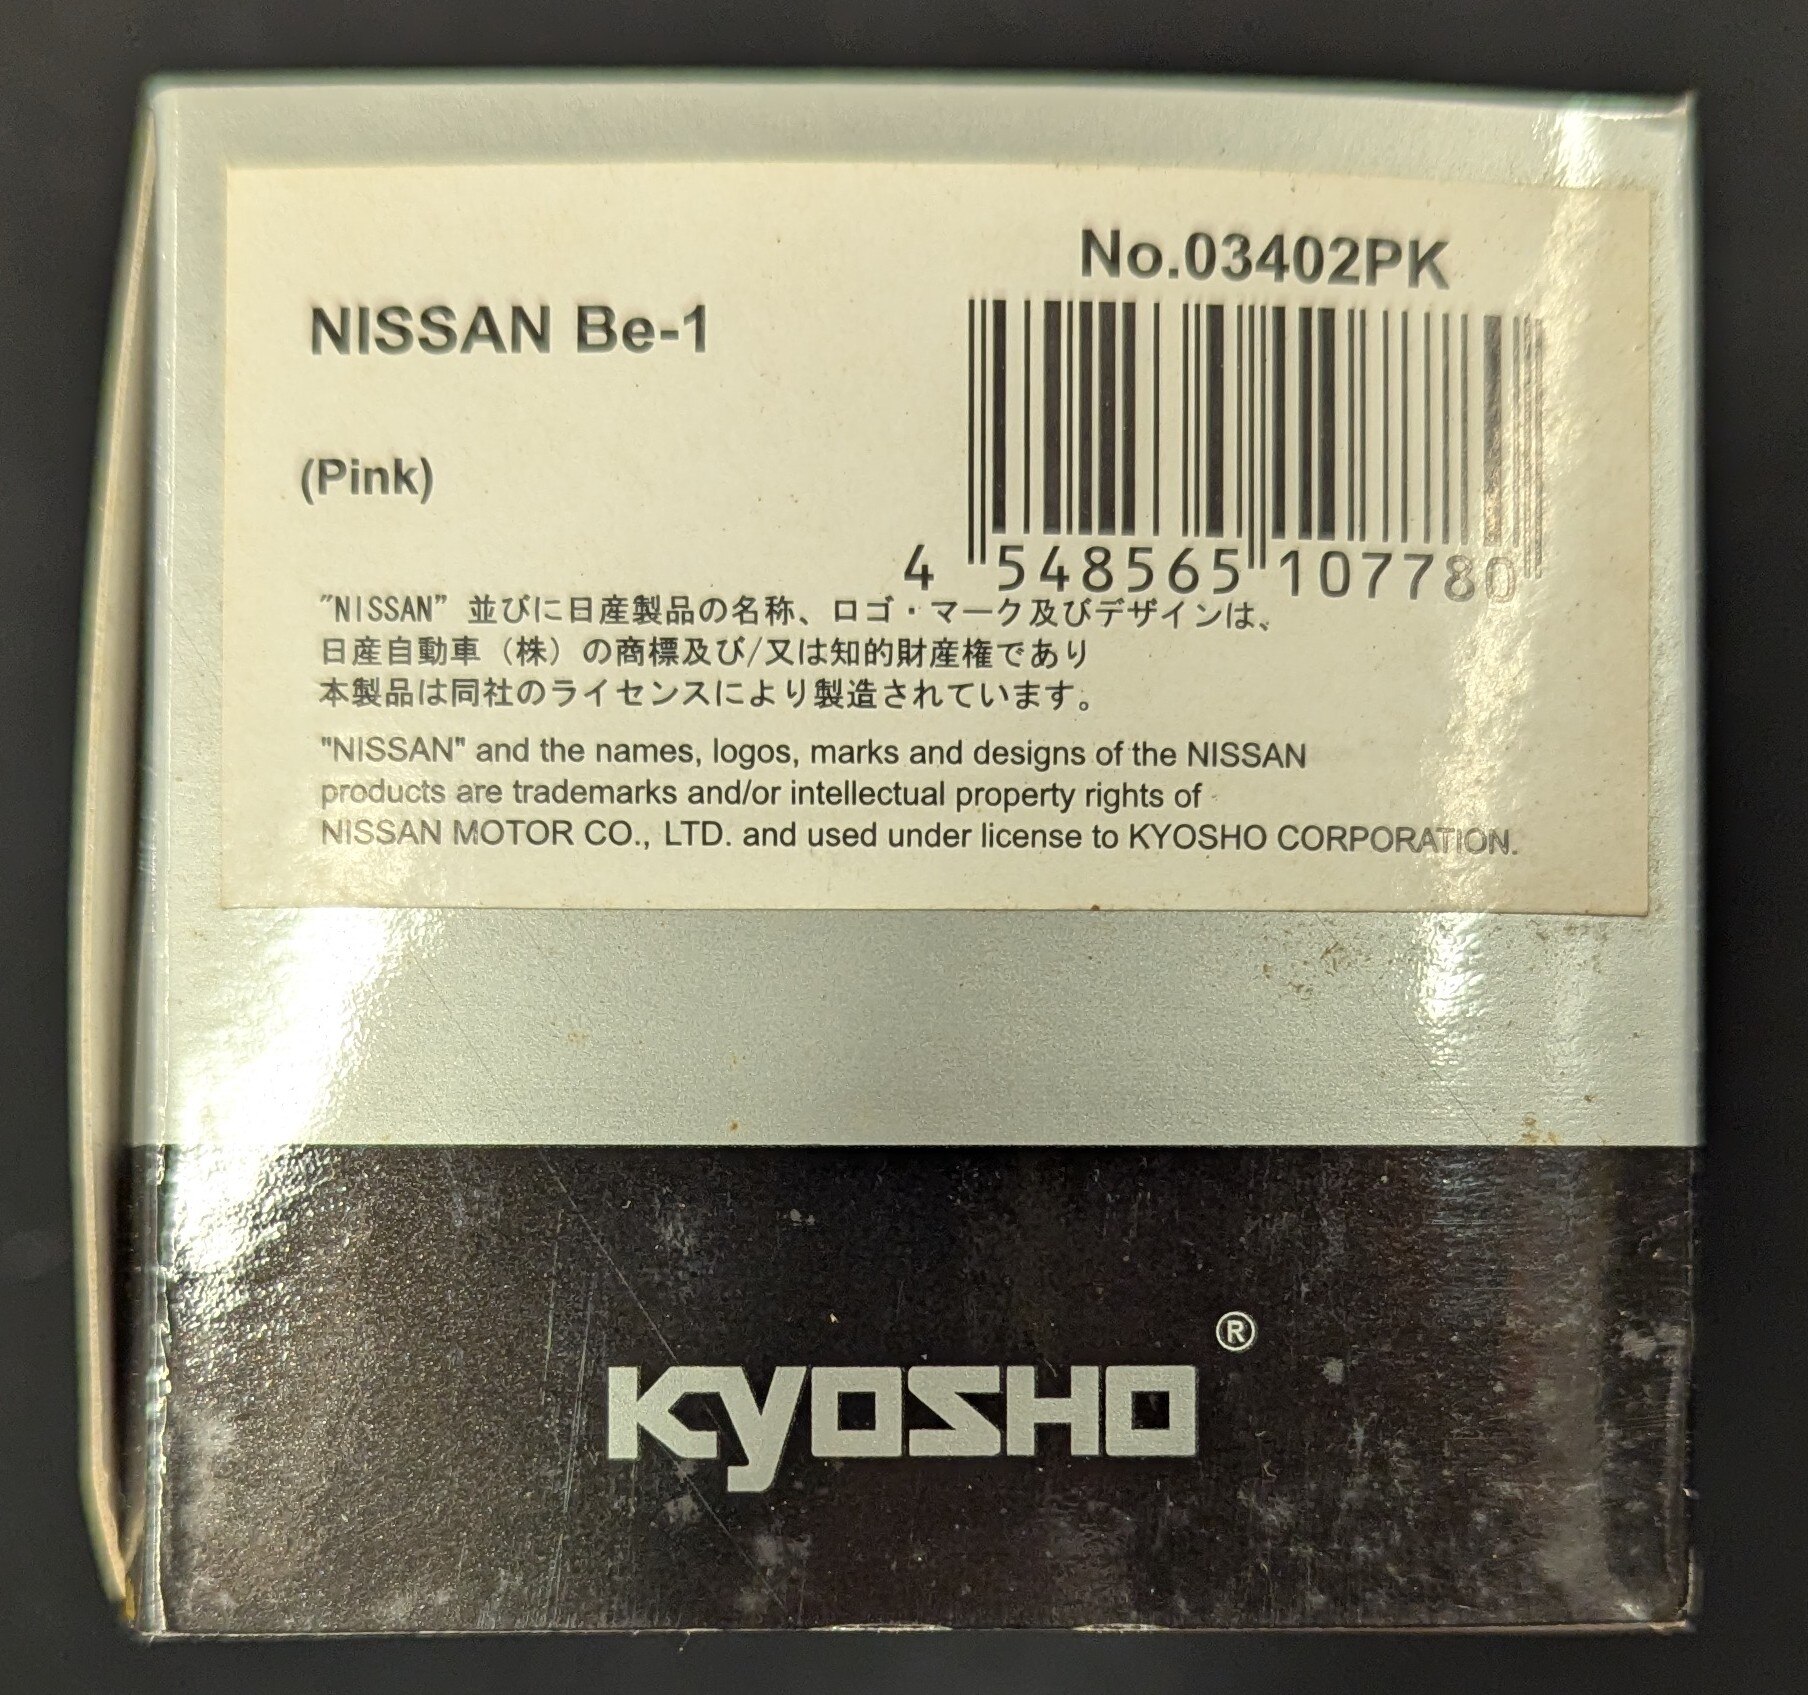 No.03402PK
NISSAN Be-1
(Pink)
4 548565 107780
"NISSAN" 並びに日産製品の名称、ロゴ・マーク及びデザインは、
日産自動車（株）の商標及び/又は知的財産権であり
本製品は同社のライセンスにより製造されています。
"NISSAN" and the names, logos, marks and designs of the NISSAN
products are trademarks and/or intellectual property rights of
NISSAN MOTOR CO., LTD. and used under license to KYOSHO CORPORATION.
KYOSHO®